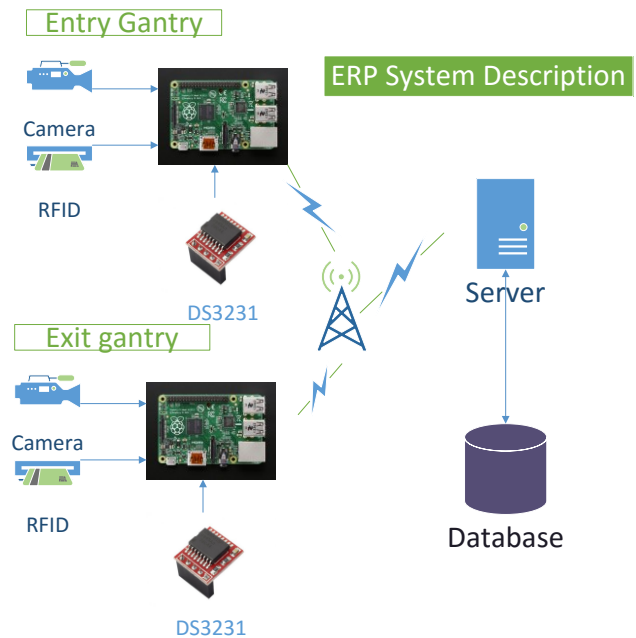 Entry Gantry
ERP System Description
Camera
RFID
DS3231
Server
Exit gantry
Camera
RFID
DS3231
Database